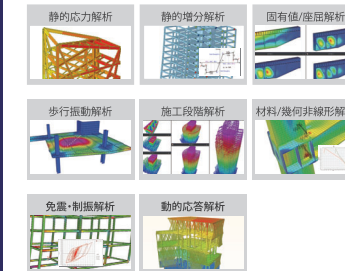 静的応力解析
静的増分解析
固有値/座屈解析
歩行振動解析
施工段階解析
材料/幾何非線形解
免震・制振解析
動的応答解析